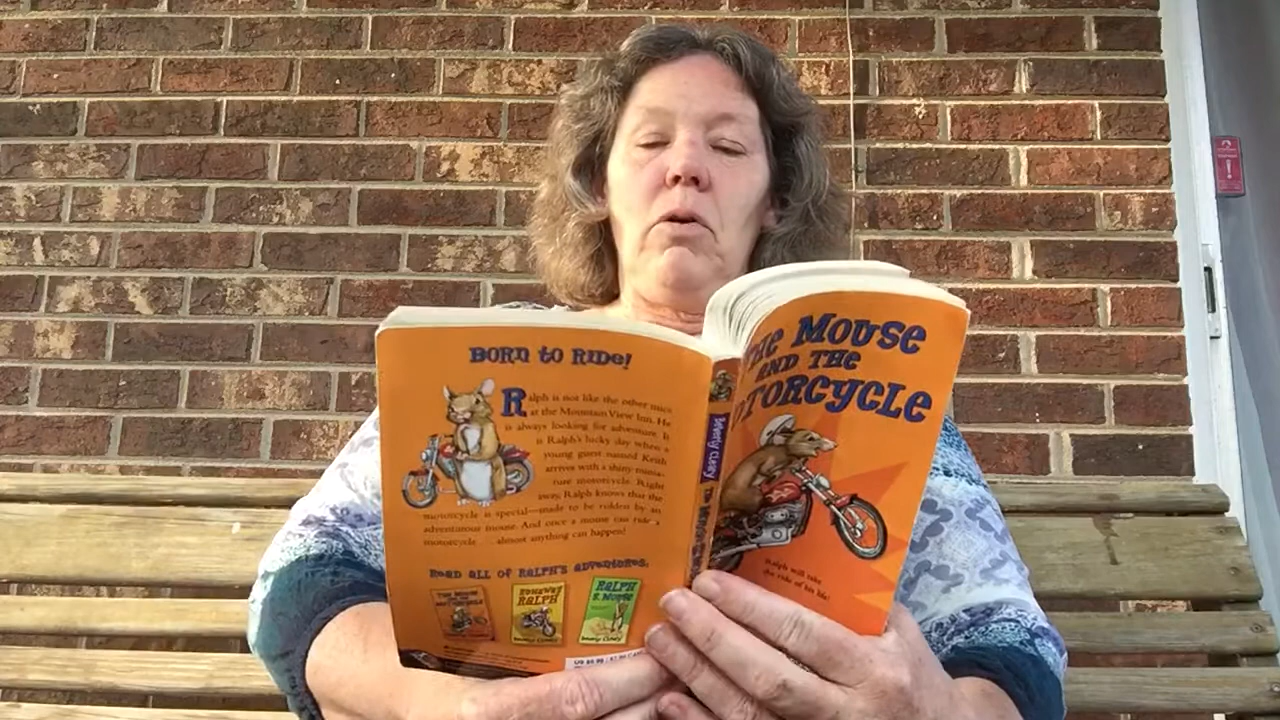 BORN to RIDE!
Ralph is not like the other mice
at the Mountain View Inn. He
is always looking for adventure. It
is Ralph's lucky day when a
young guest named Keith
arrives with a shiny minia-
ture motorcycle. Right
away, Ralph knows that the
motorcycle is special—made to be ridden by an
adventurous mouse. And once a mouse can ride a
motorcycle . . . almost anything can happen!
Read all of Ralph's adventures:
THE MOUSE AND THE MOTORCYCLE
RUNAWAY RALPH
BEVERLY CLEARY
RALPH S. MOUSE
BEVERLY CLEARY
BEVERLY CLEARY
THE MOUSE AND THE
TORCYCLE
Ralph will take
the ride of his life!